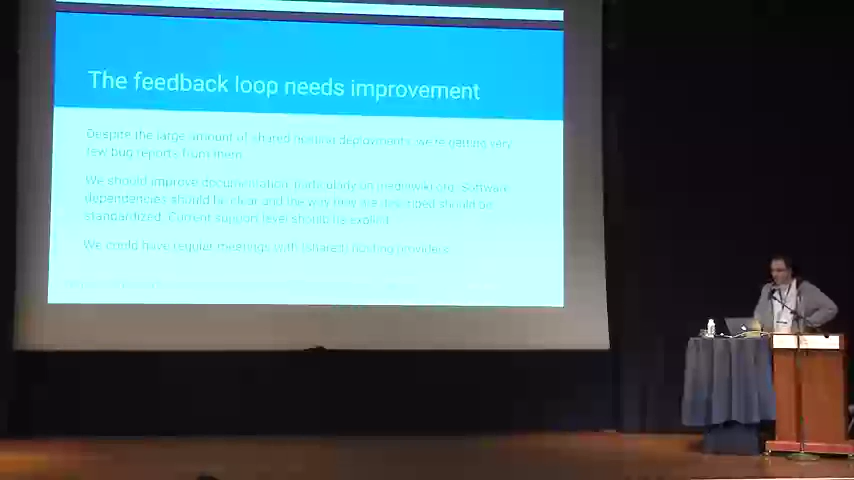 The feedback loop needs improvement
Despite the large amount of shared hosting deployments, we're getting very
few bug reports from them.
We should improve documentation, particularly on mediawiki.org. Software
dependencies should be clear and the way they are described should be
standardized. Current support level should be explicit.
We could have regular meetings with (shared) hosting providers.